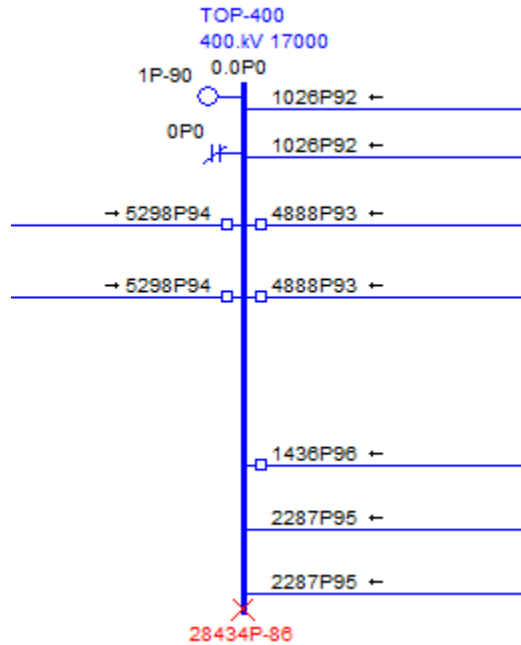 TOP-400
400.kV 17000
1P-90 0.0P0
1026P92 ←
0P0 1026P92 ←
→ 5298P94 4888P93 ←
→ 5298P94 4888P93 ←
1436P96 ←
2287P95 ←
2287P95 ←
28434P-86